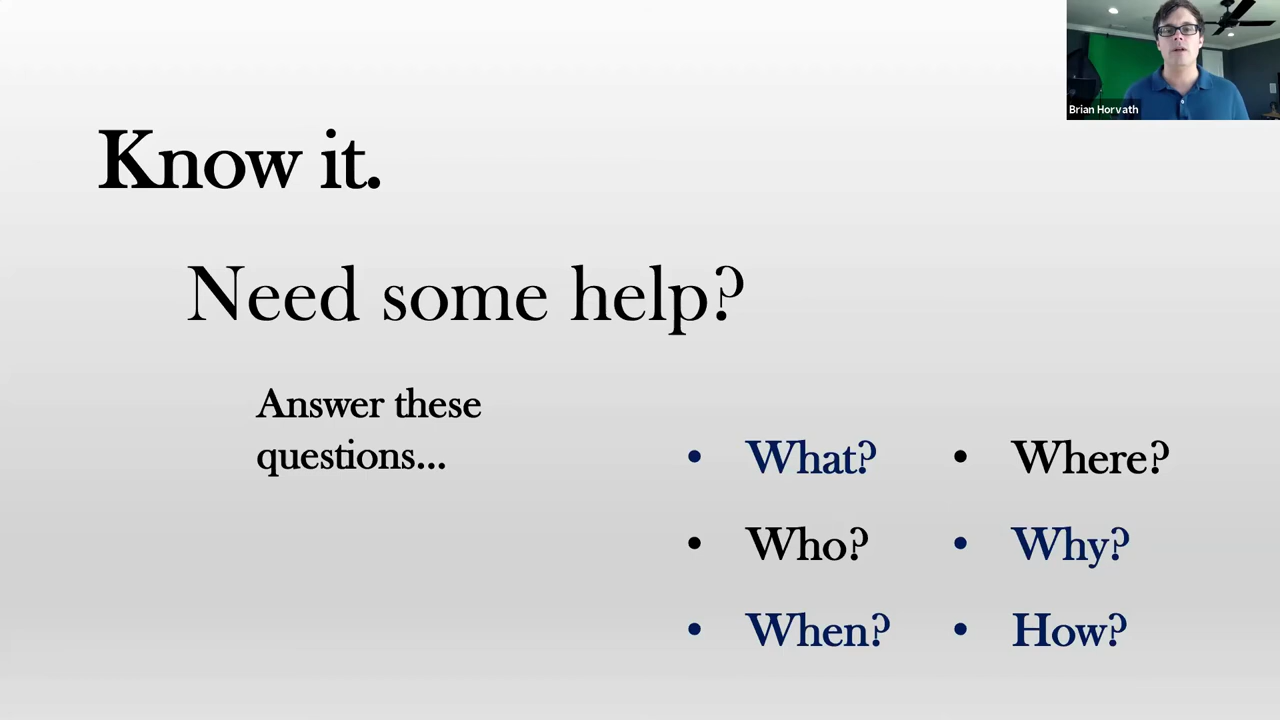 Brian Horvath
Know it.
Need some help?
Answer these
questions...
• What?
• Who?
• When?
• Where?
• Why?
• How?